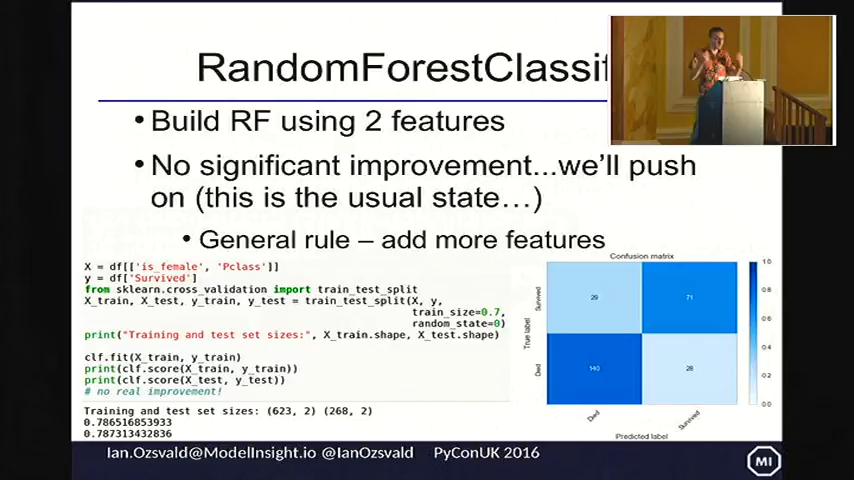 RandomForestClassif
• Build RF using 2 features
• No significant improvement...we'll push
on (this is the usual state…)
• General rule – add more features
X = df[['is_female', 'Pclass']]
y = df['Survived']
from sklearn.cross_validation import train_test_split
X_train, X_test, y_train, y_test = train_test_split(X, y,
train_size=0.7,
random_state=0)
print("Training and test set sizes:", X_train.shape, X_test.shape)
clf.fit(X_train, y_train)
print(clf.score(X_train, y_train))
print(clf.score(X_test, y_test))
# no real improvement!
Training and test set sizes: (623, 2) (268, 2)
0.786516853933
0.787313432836
Confusion matrix
True label
Survived
Died
29
71
140
28
Died
Survived
Predicted label
1.0
0.8
0.6
0.4
0.2
0.0
Ian.Ozsvald@ModelInsight.io @IanOzsvald PyConUK 2016
MI